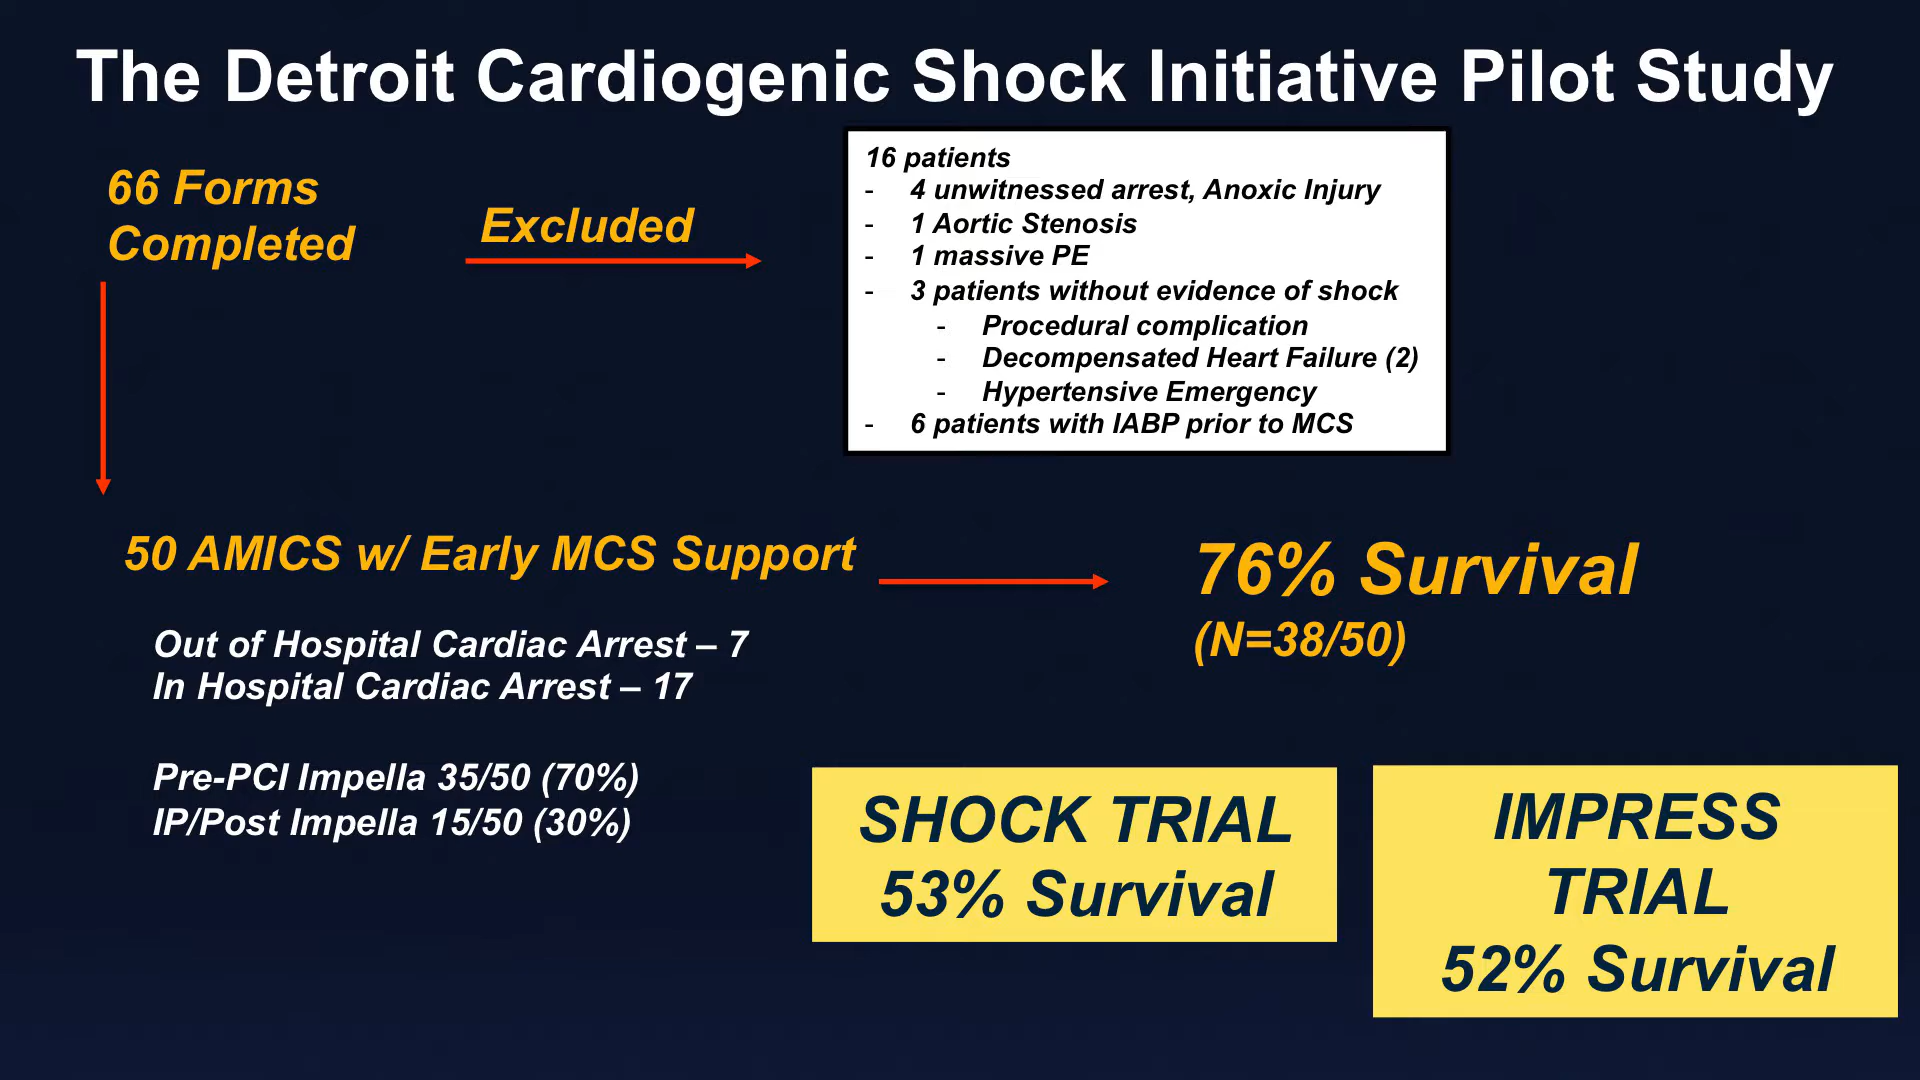 The Detroit Cardiogenic Shock Initiative Pilot Study
66 Forms
Completed
Excluded
16 patients
- 4 unwitnessed arrest, Anoxic Injury
- 1 Aortic Stenosis
- 1 massive PE
- 3 patients without evidence of shock
- Procedural complication
- Decompensated Heart Failure (2)
- Hypertensive Emergency
- 6 patients with IABP prior to MCS
50 AMICS w/ Early MCS Support
76% Survival
(N=38/50)
Out of Hospital Cardiac Arrest – 7
In Hospital Cardiac Arrest – 17
Pre-PCI Impella 35/50 (70%)
IP/Post Impella 15/50 (30%)
SHOCK TRIAL
53% Survival
IMPRESS
TRIAL
52% Survival